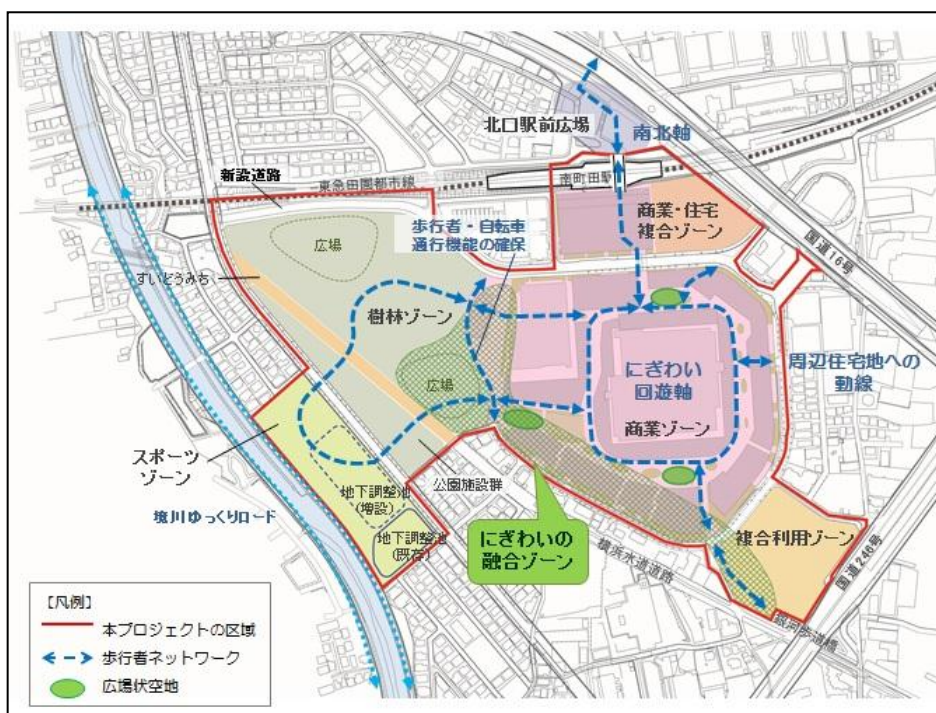 北口駅前広場
南北軸
新設道路
東急田園都市線
南町田駅
商業・住宅
複合ゾーン
国道16号
歩行者・自転車
通行機能の確保
広場
すいどうみち
樹林ゾーン
広場
にぎわい
回遊軸
商業ゾーン
周辺住宅地への
動線
スポーツ
ゾーン
公園施設群
地下調整池
(増設)
地下調整池
(既存)
境川ゆっくりロード
にぎわいの
融合ゾーン
横浜水道道路
複合利用ゾーン
国道246号
銀河歩道橋
【凡例】
本プロジェクトの区域
歩行者ネットワーク
広場状空地